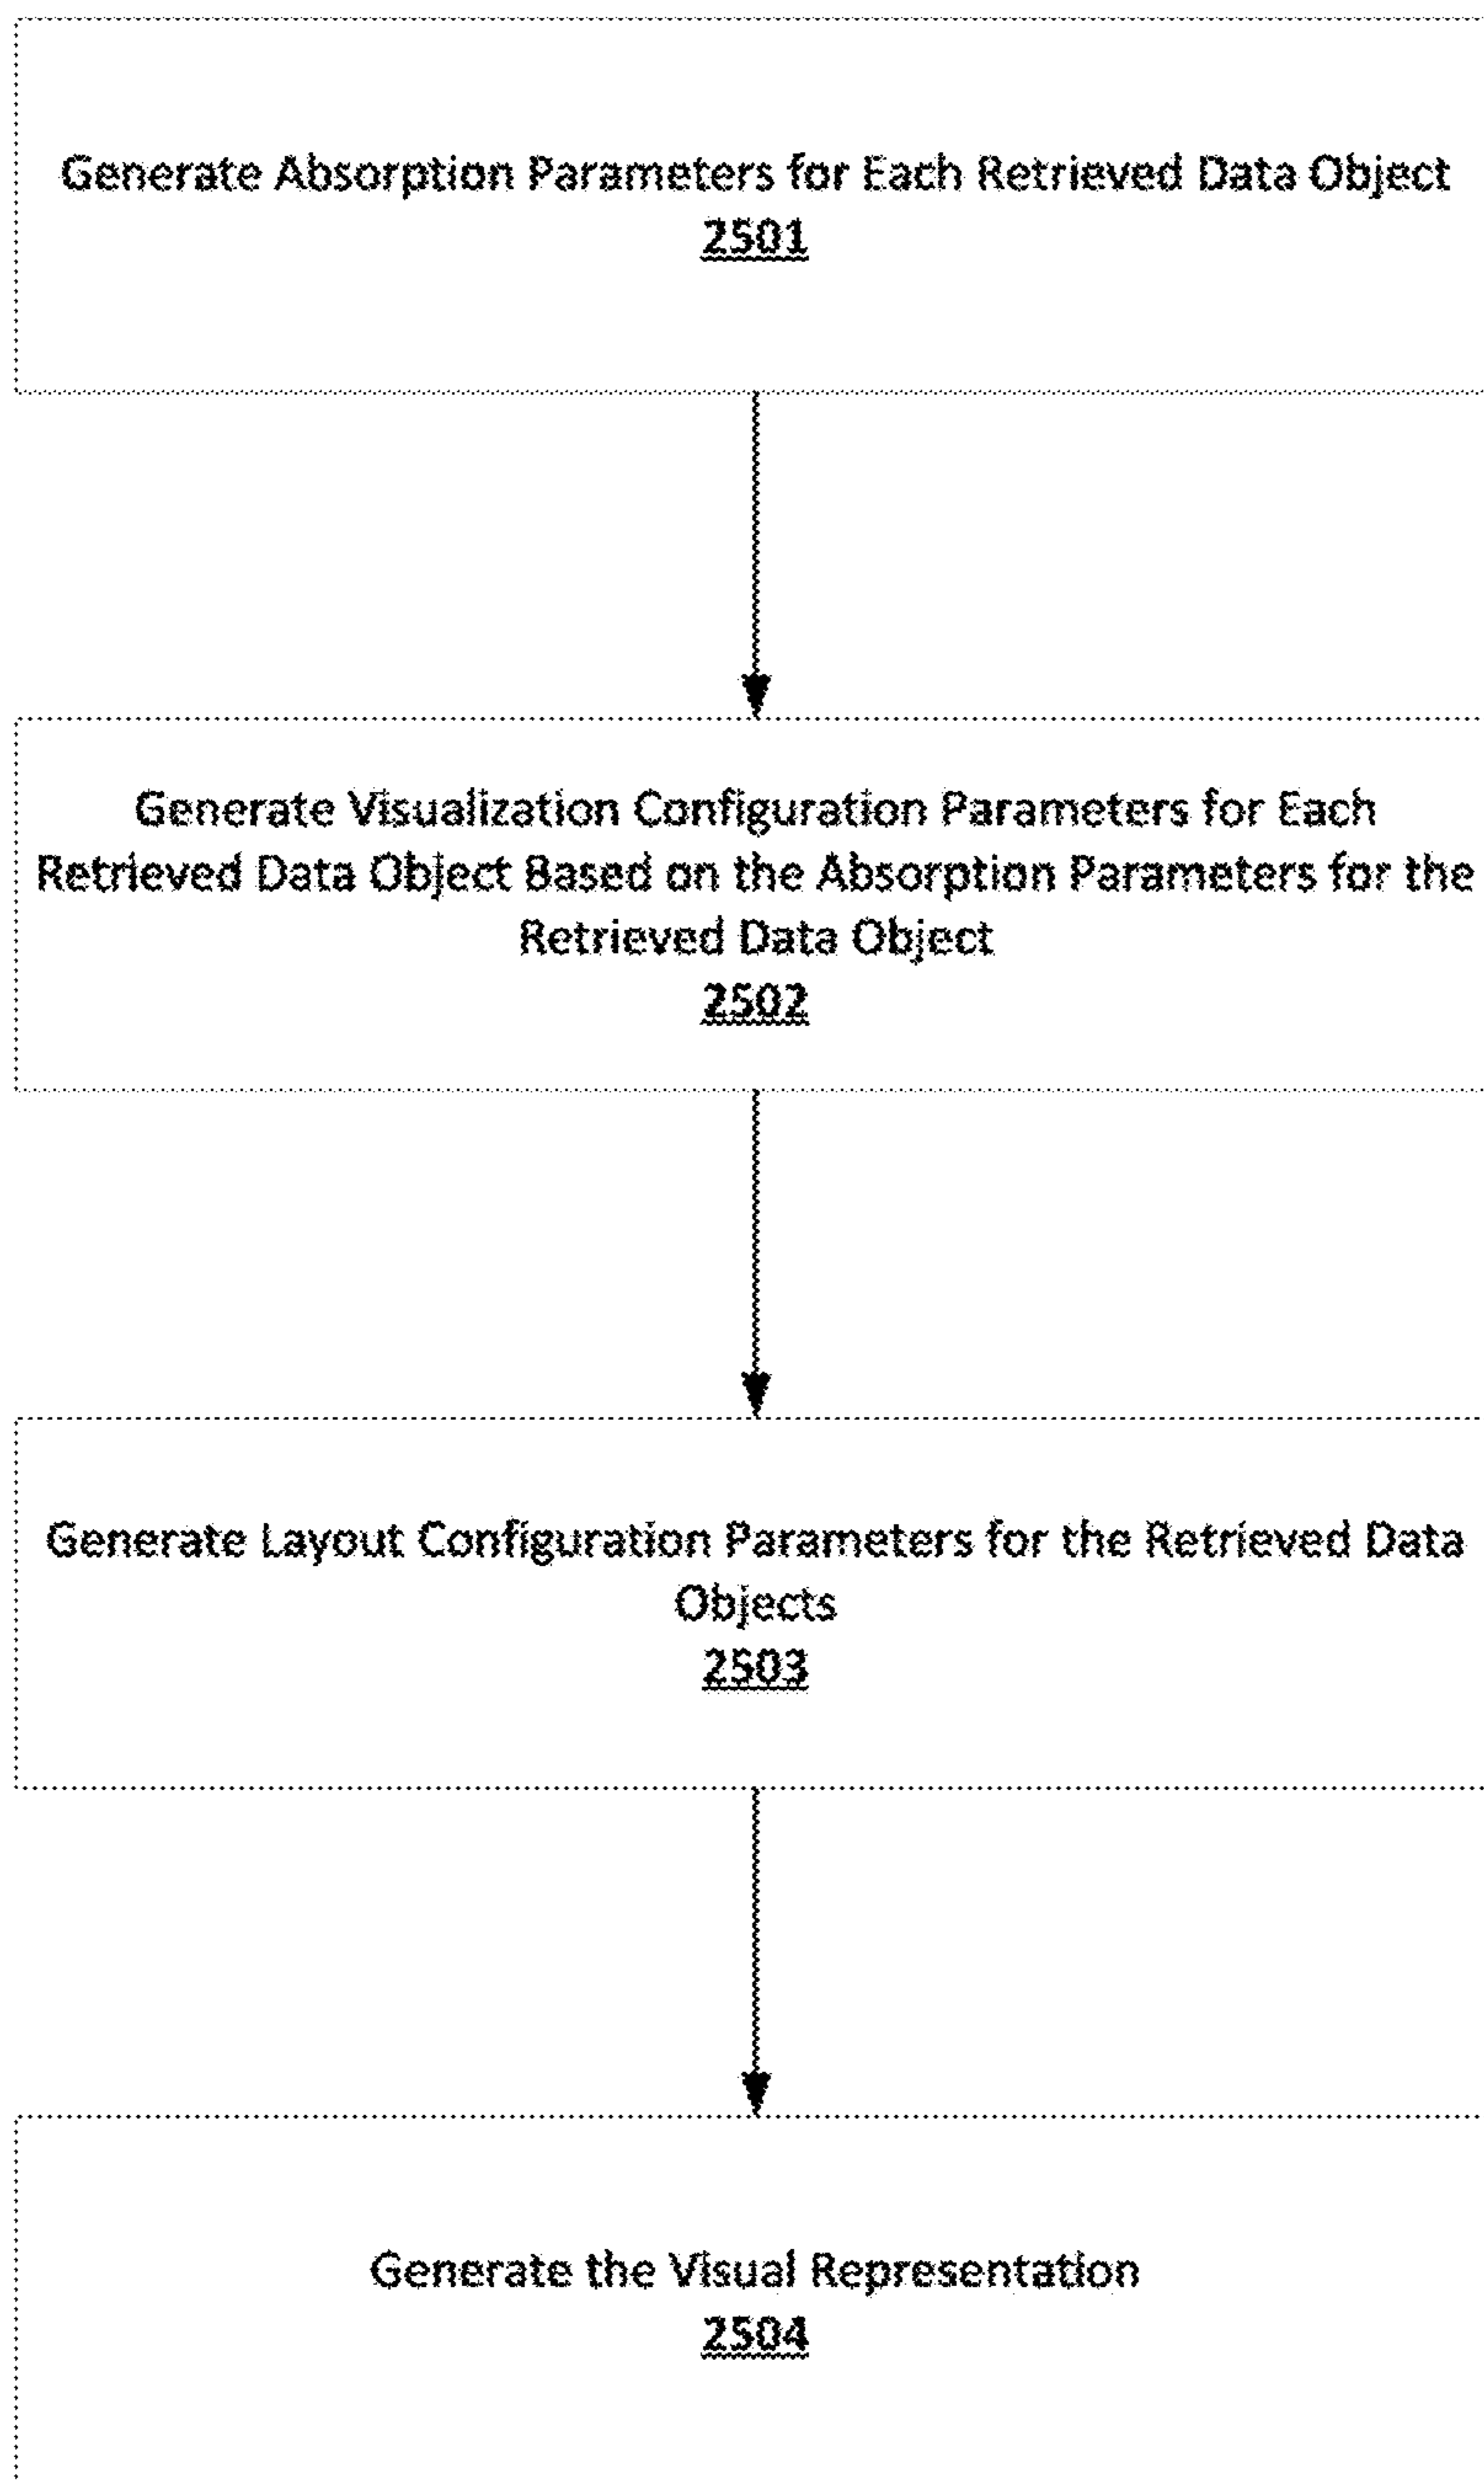 Generate Absorption Parameters for Each Retrieved Data Object
2501
Generate Visualization Configuration Parameters for Each
Retrieved Data Object Based on the Absorption Parameters for the
Retrieved Data Object
2502
Generate Layout Configuration Parameters for the Retrieved Data
Objects
2503
Generate the Visual Representation
2504